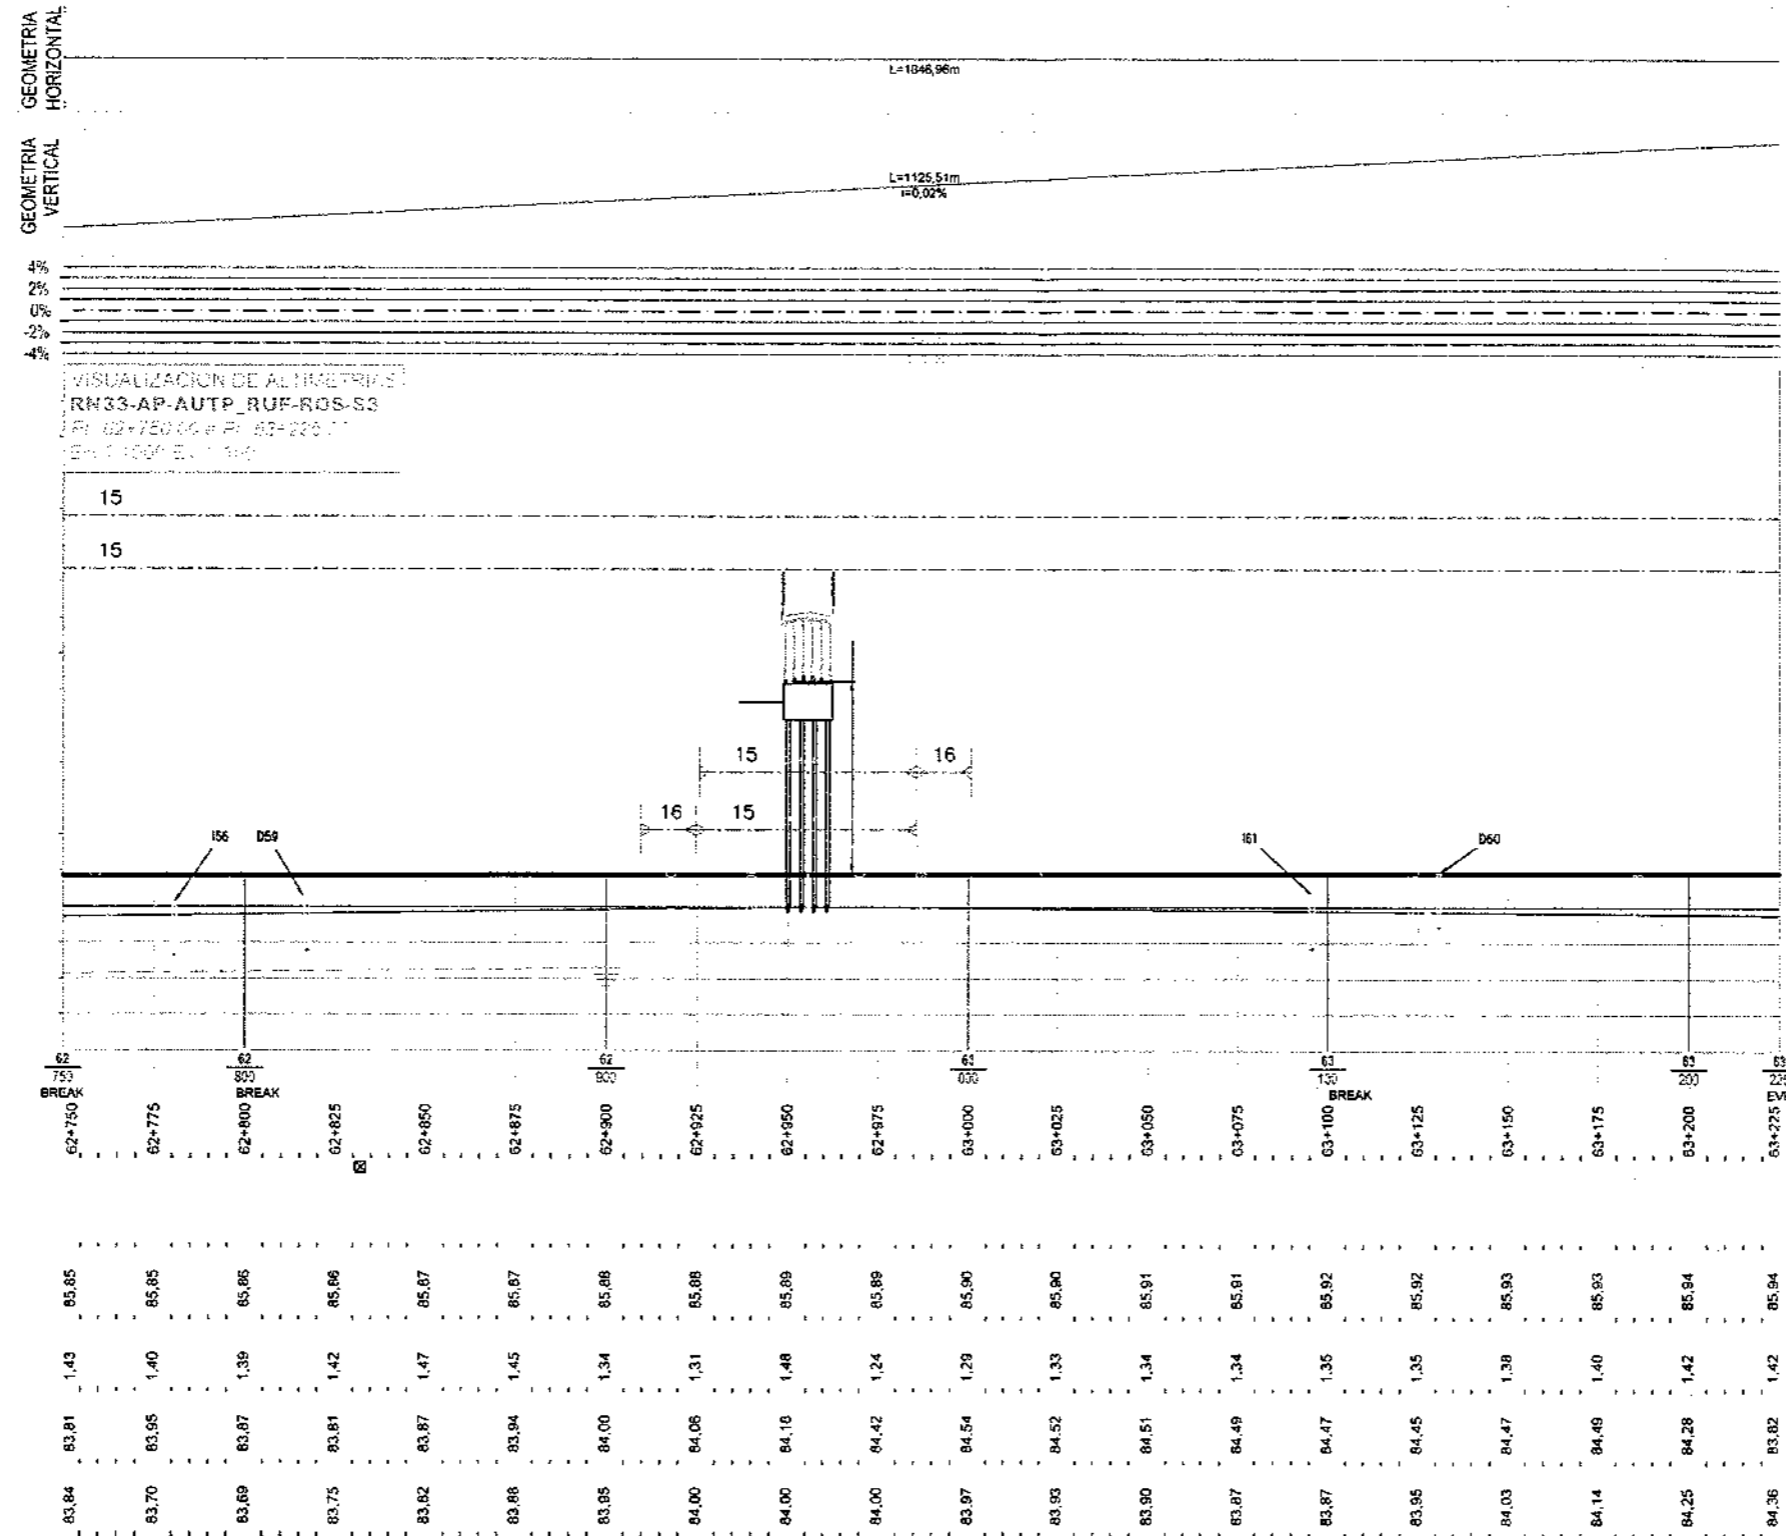 GEOMETRIA
HORIZONTAL
L=1846,96m
GEOMETRIA
VERTICAL
L=1125,51m
i=0,02%
4%
2%
0%
-2%
-4%
VISUALIZACION DE ALTIMETRIAS
RN33-AP-AUTP_RUF-ROS-S3
15
15
15 16
16 15
I56 D59 I61 D60
62 62 62 63 63 63 63
750 800 900 000 100 200 225
BREAK BREAK BREAK
62+750 62+775 62+800 62+825 62+850 62+875 62+900 62+925 62+950 62+975 63+000 63+025 63+050 63+075 63+100 63+125 63+150 63+175 63+200 63+225
85,85 85,85 85,86 85,86 85,87 85,87 85,88 85,88 85,89 85,89 85,90 85,90 85,91 85,91 85,92 85,92 85,93 85,93 85,94 85,94
1,43 1,40 1,39 1,42 1,47 1,45 1,34 1,31 1,48 1,24 1,29 1,33 1,34 1,34 1,35 1,35 1,38 1,40 1,42 1,42
83,81 83,95 83,87 83,81 83,87 83,94 84,00 84,06 84,18 84,42 84,54 84,52 84,51 84,49 84,47 84,45 84,47 84,49 84,28 83,82
83,84 83,70 83,69 83,75 83,82 83,88 83,95 84,00 84,00 84,00 83,97 83,93 83,90 83,87 83,87 83,95 84,03 84,14 84,25 84,36